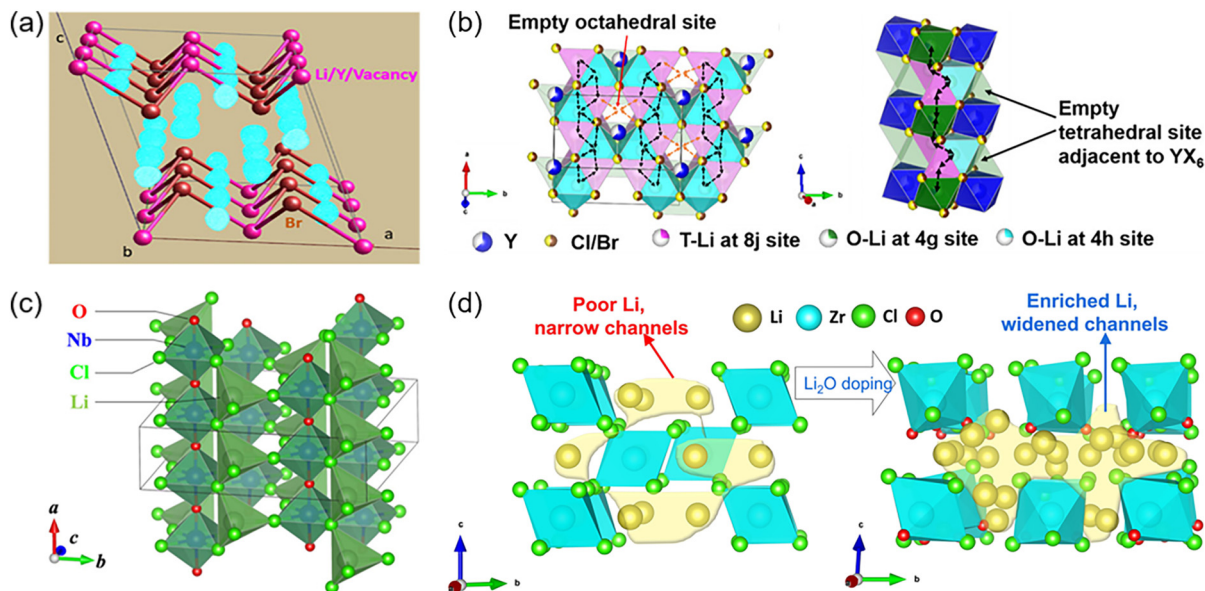 (a)
c
Li/Y/Vacancy
Br
b
a
(b)
Empty octahedral site
Empty
tetrahedral site
adjacent to YX6
a
b
c
c
b
a
Y
Cl/Br
T-Li at 8j site
O-Li at 4g site
O-Li at 4h site
(c)
O
Nb
Cl
Li
a
c
b
(d)
Poor Li,
narrow channels
Li
Zr
Cl
O
Enriched Li,
widened channels
Li2O doping
c
b
c
b